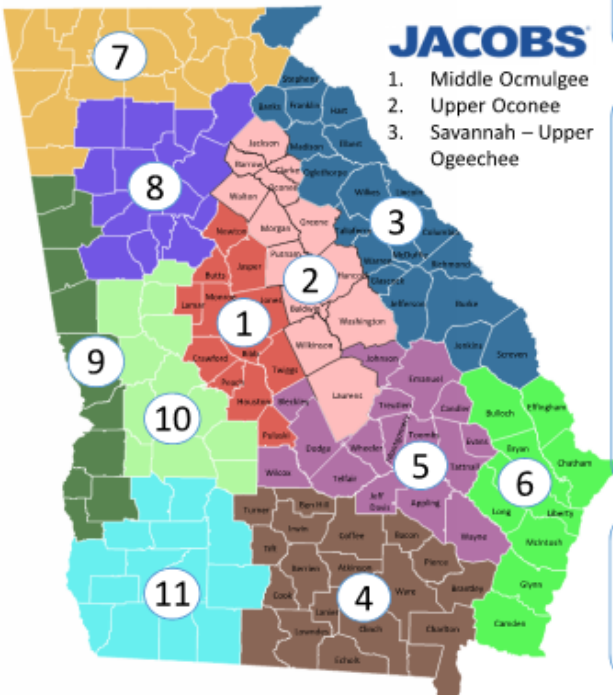 JACOBS
1. Middle Ocmulgee
2. Upper Oconee
3. Savannah – Upper
Ogeechee
7
8
3
2
1
9
10
5
6
11
4
Stephens
Banks
Franklin
Hart
Jackson
Madison
Elbert
Barrow
Clarke
Oglethorpe
Oconee
Walton
Wilkes
Lincoln
Morgan
Greene
Taliaferro
Columbia
Newton
Putnam
Warren
McDuffie
Richmond
Butts
Jasper
Hancock
Glascock
Lamar
Monroe
Jones
Baldwin
Jefferson
Burke
Washington
Crawford
Bibb
Wilkinson
Johnson
Jenkins
Screven
Peach
Twiggs
Emanuel
Houston
Bleckley
Laurens
Treutlen
Candler
Bulloch
Effingham
Pulaski
Dodge
Wheeler
Montgomery
Toombs
Evans
Bryan
Chatham
Wilcox
Telfair
Tattnall
Jeff
Davis
Appling
Long
Liberty
Turner
Ben Hill
Wayne
McIntosh
Irwin
Coffee
Bacon
Tift
Pierce
Berrien
Atkinson
Ware
Brantley
Glynn
Cook
Lanier
Clinch
Charlton
Camden
Lowndes
Echols